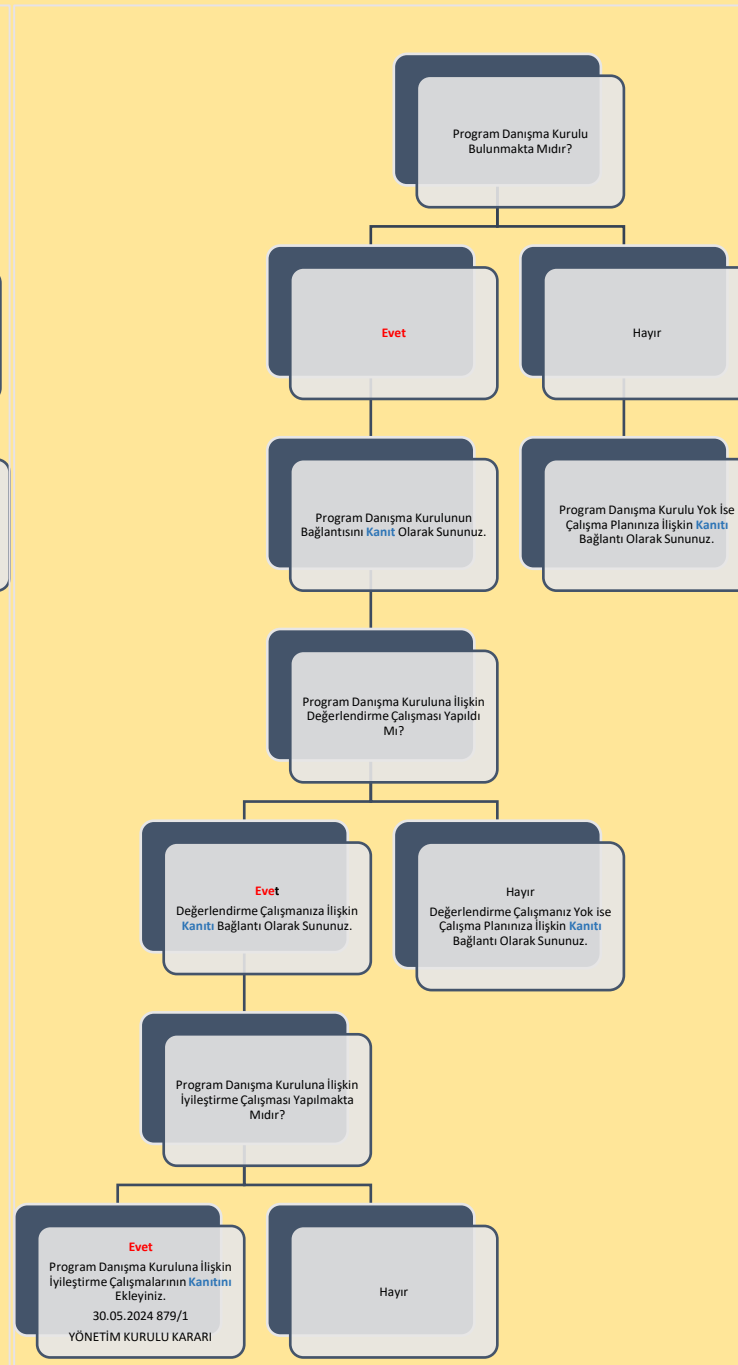 Program Danışma Kurulu
Bulunmakta Mıdır?
Evet
Hayır
Program Danışma Kurulunun
Bağlantısını Kanıt Olarak Sununuz.
Program Danışma Kurulu Yok İse
Çalışma Planınıza İlişkin Kanıtı
Bağlantı Olarak Sununuz.
Program Danışma Kuruluna İlişkin
Değerlendirme Çalışması Yapıldı
Mı?
Evet
Değerlendirme Çalışmanıza İlişkin
Kanıtı Bağlantı Olarak Sununuz.
Hayır
Değerlendirme Çalışmanız Yok ise
Çalışma Planınıza İlişkin Kanıtı
Bağlantı Olarak Sununuz.
Program Danışma Kuruluna İlişkin
İyileştirme Çalışması Yapılmakta
Mıdır?
Evet
Program Danışma Kuruluna İlişkin
İyileştirme Çalışmalarının Kanıtını
Ekleyiniz.
30.05.2024 879/1
YÖNETİM KURULU KARARI
Hayır